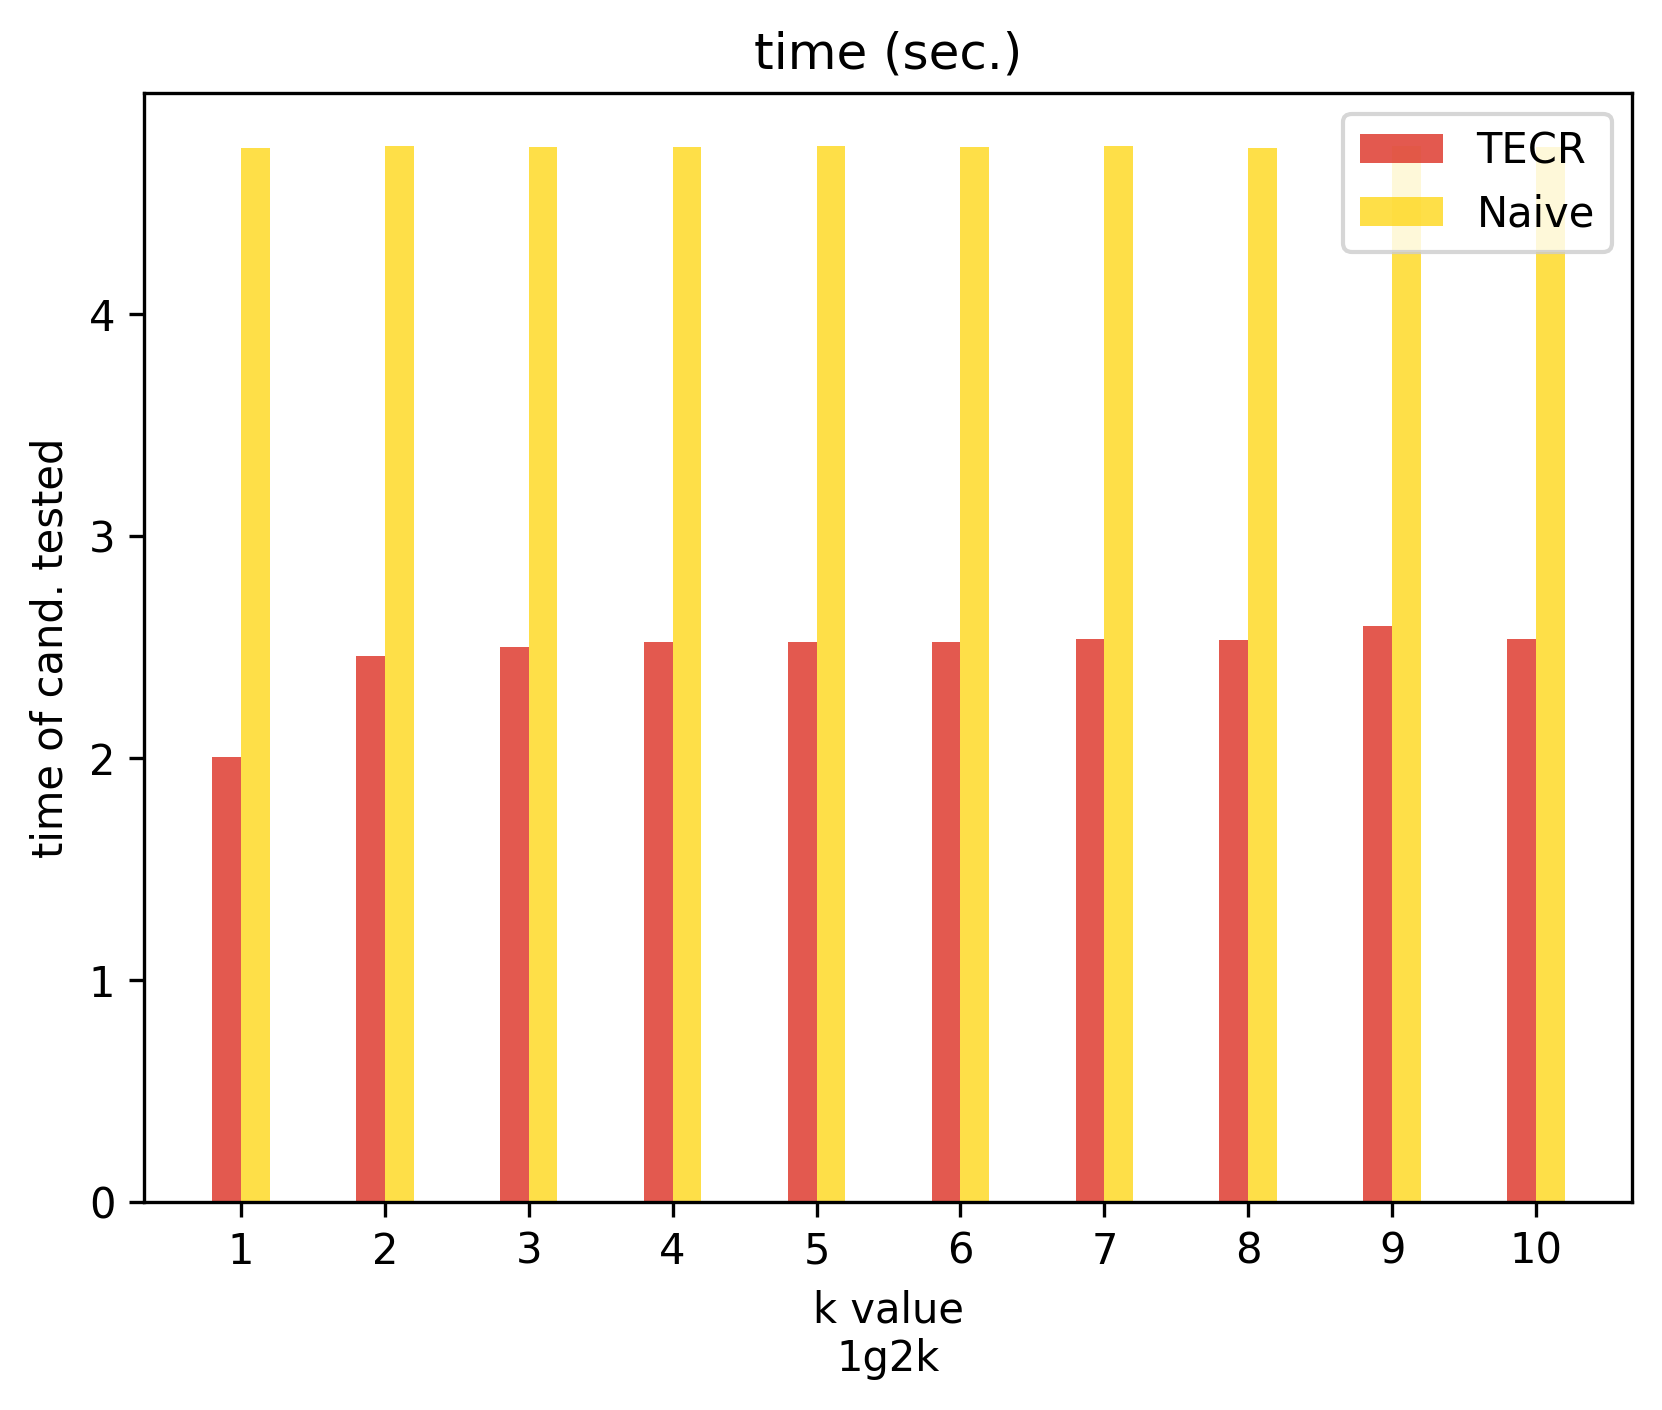 time (sec.)
TECR
Naive
time of cand. tested
4
3
2
1
0
1 2 3 4 5 6 7 8 9 10
k value
1g2k